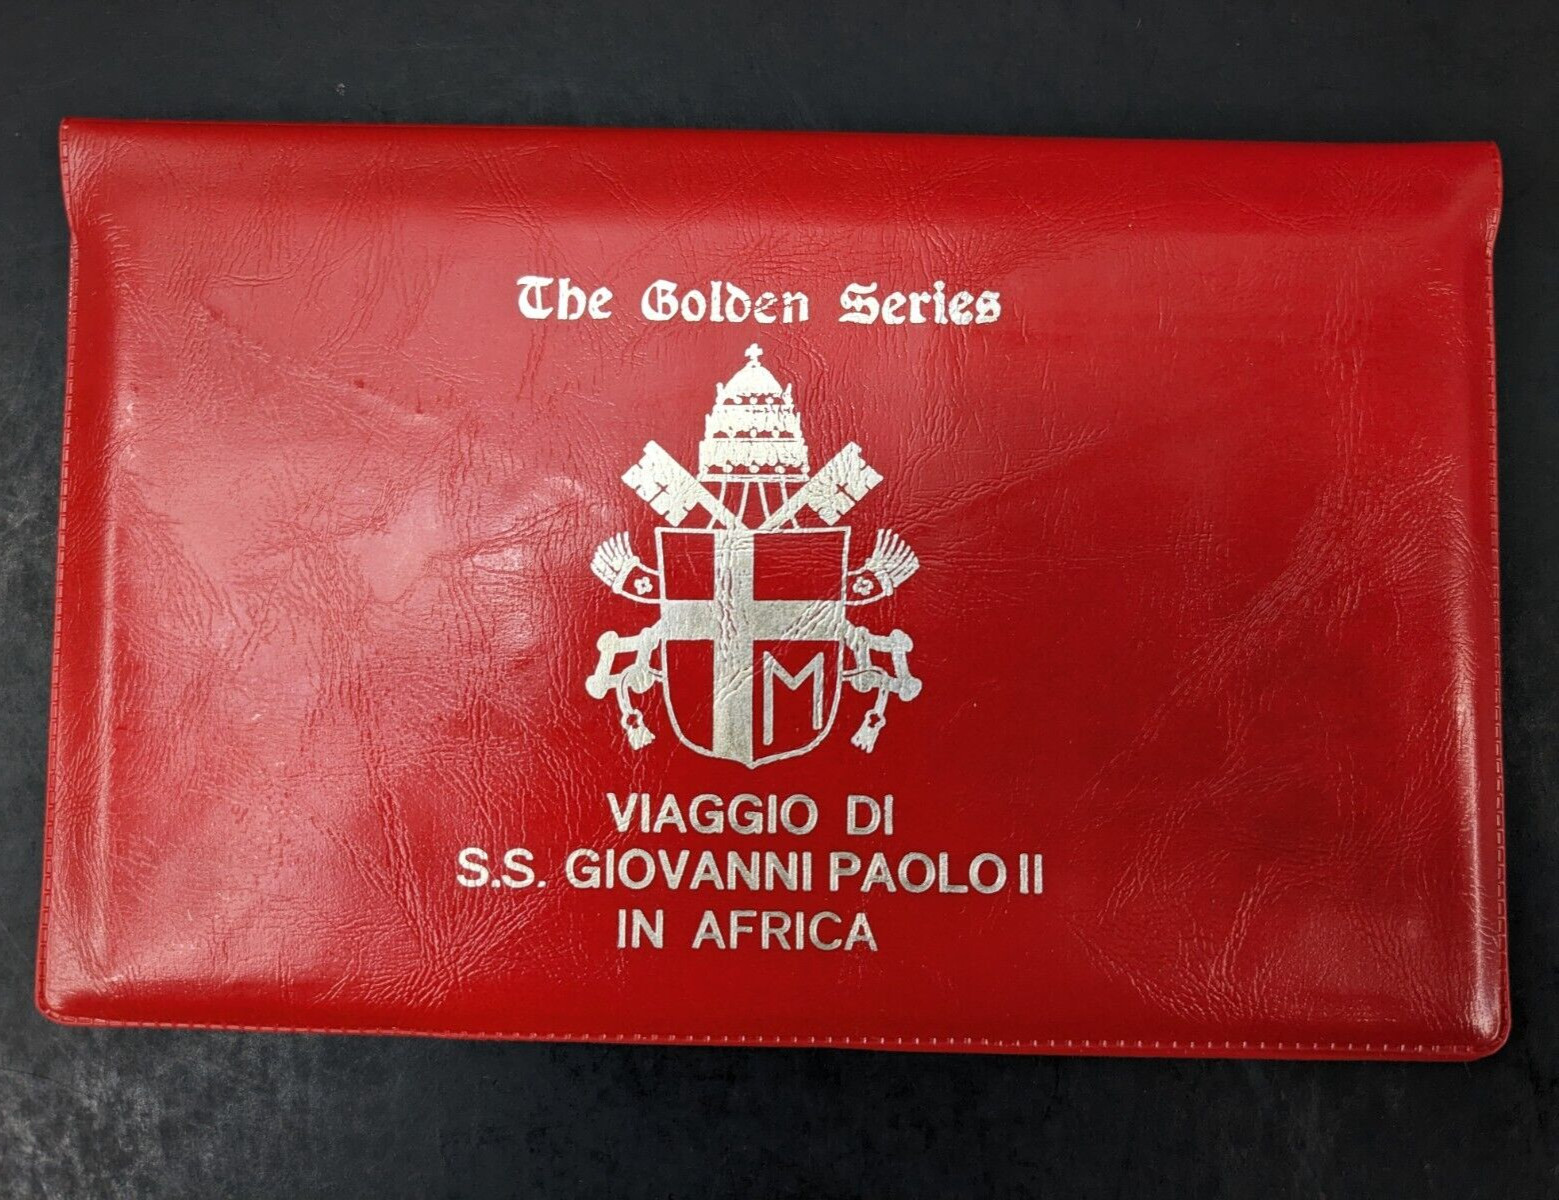 The Golden Series
M
VIAGGIO DI
S.S. GIOVANNI PAOLO II
IN AFRICA